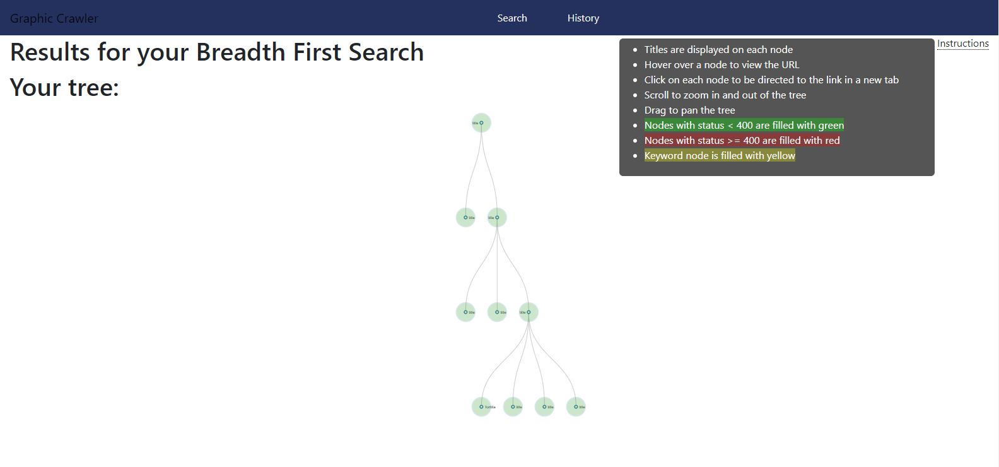 Graphic Crawler
Search
History
Results for your Breadth First Search
Instructions
Titles are displayed on each node
Hover over a node to view the URL
Click on each node to be directed to the link in a new tab
Scroll to zoom in and out of the tree
Drag to pan the tree
Nodes with status < 400 are filled with green
Nodes with status >= 400 are filled with red
Keyword node is filled with yellow
Your tree:
title
title
title
title
title
title
title
title
title